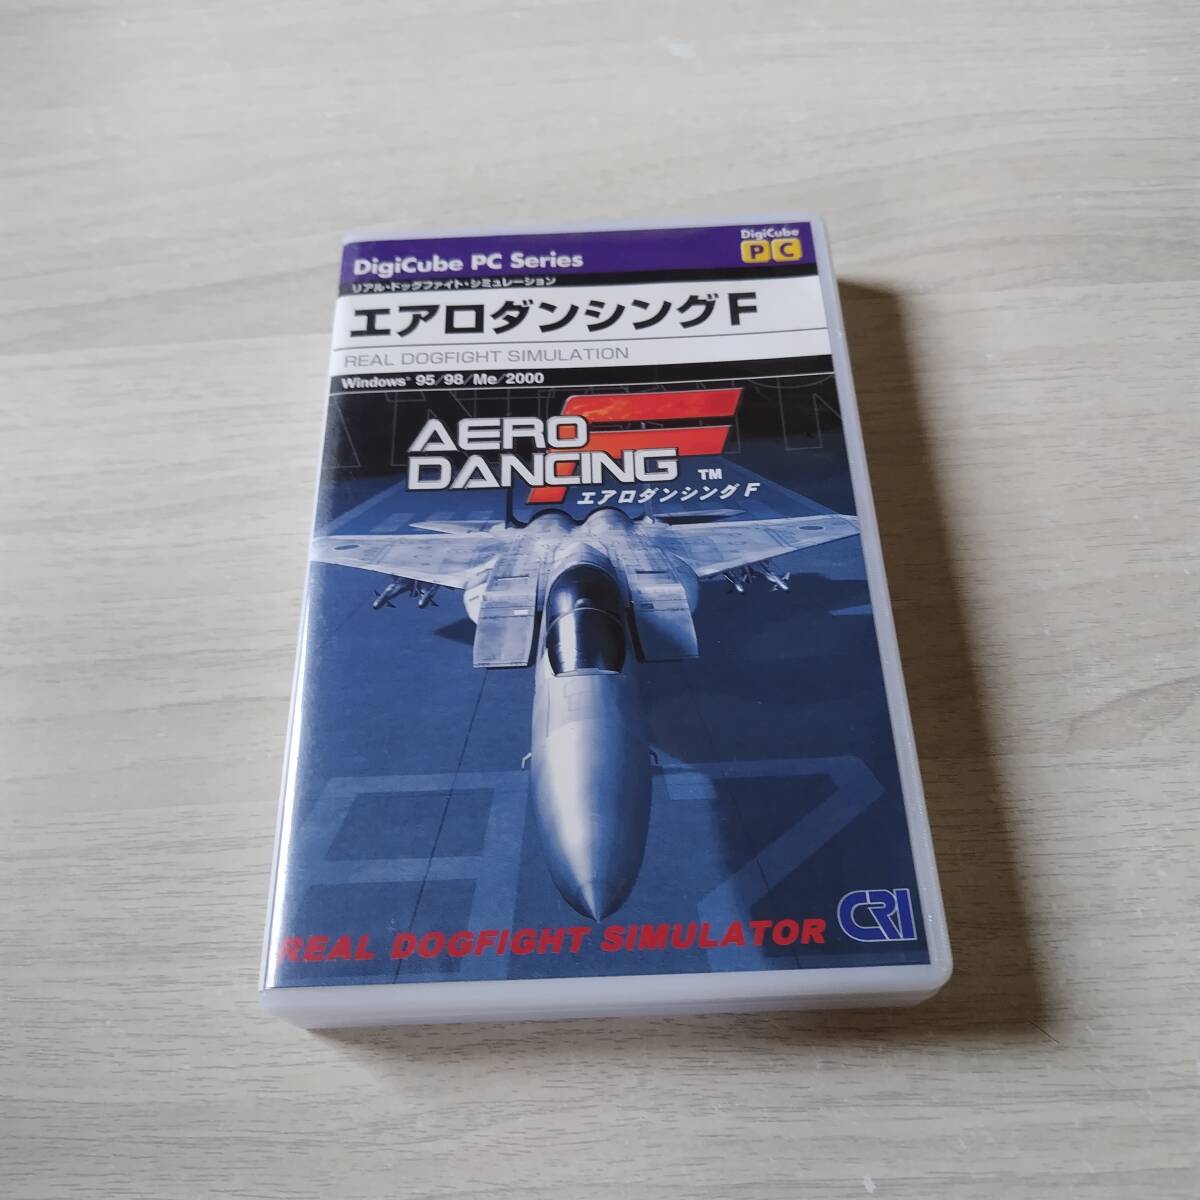 DigiCube PC Series
DigiCube
PC
リアル・ドッグファイト・シミュレーション
エアロダンシングF
REAL DOGFIGHT SIMULATION
Windows® 95/98/Me/2000
AERO
DANCING F TM
エアロダンシングF
REAL DOGFIGHT SIMULATOR
CRI